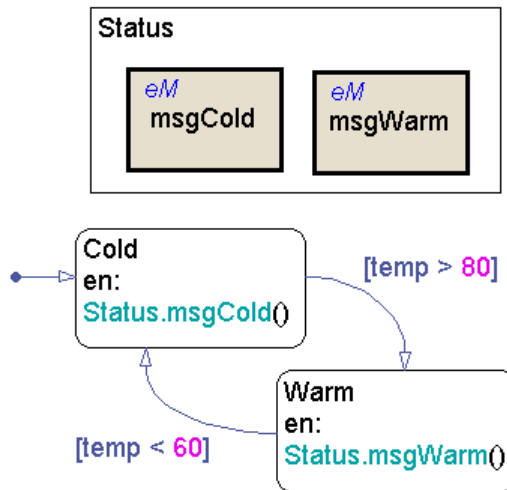 Status
eM
msgCold
eM
msgWarm
Cold
en:
Status.msgCold()
[temp > 80]
Warm
en:
Status.msgWarm()
[temp < 60]